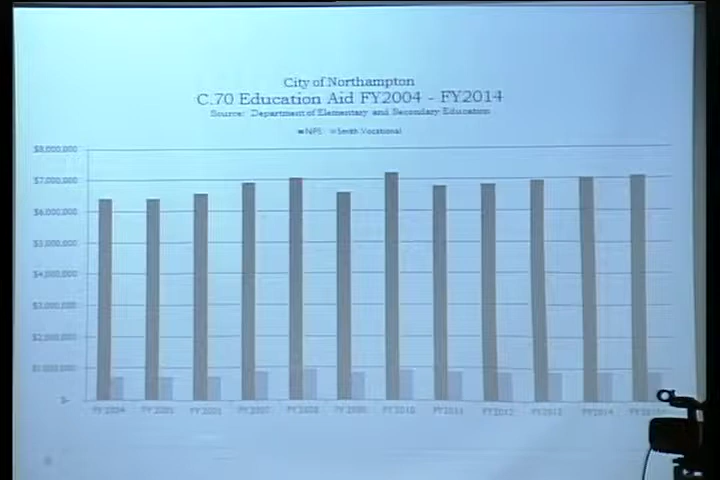 City of Northampton
C.70 Education Aid FY2004 - FY2014
Source: Department of Elementary and Secondary Education
NPS Smith Vocational
$8,000,000
$7,000,000
$6,000,000
$5,000,000
$4,000,000
$3,000,000
$2,000,000
$1,000,000
$-
FY2004 FY2005 FY2008 FY2010 FY2011 FY2012 FY2013 FY2014